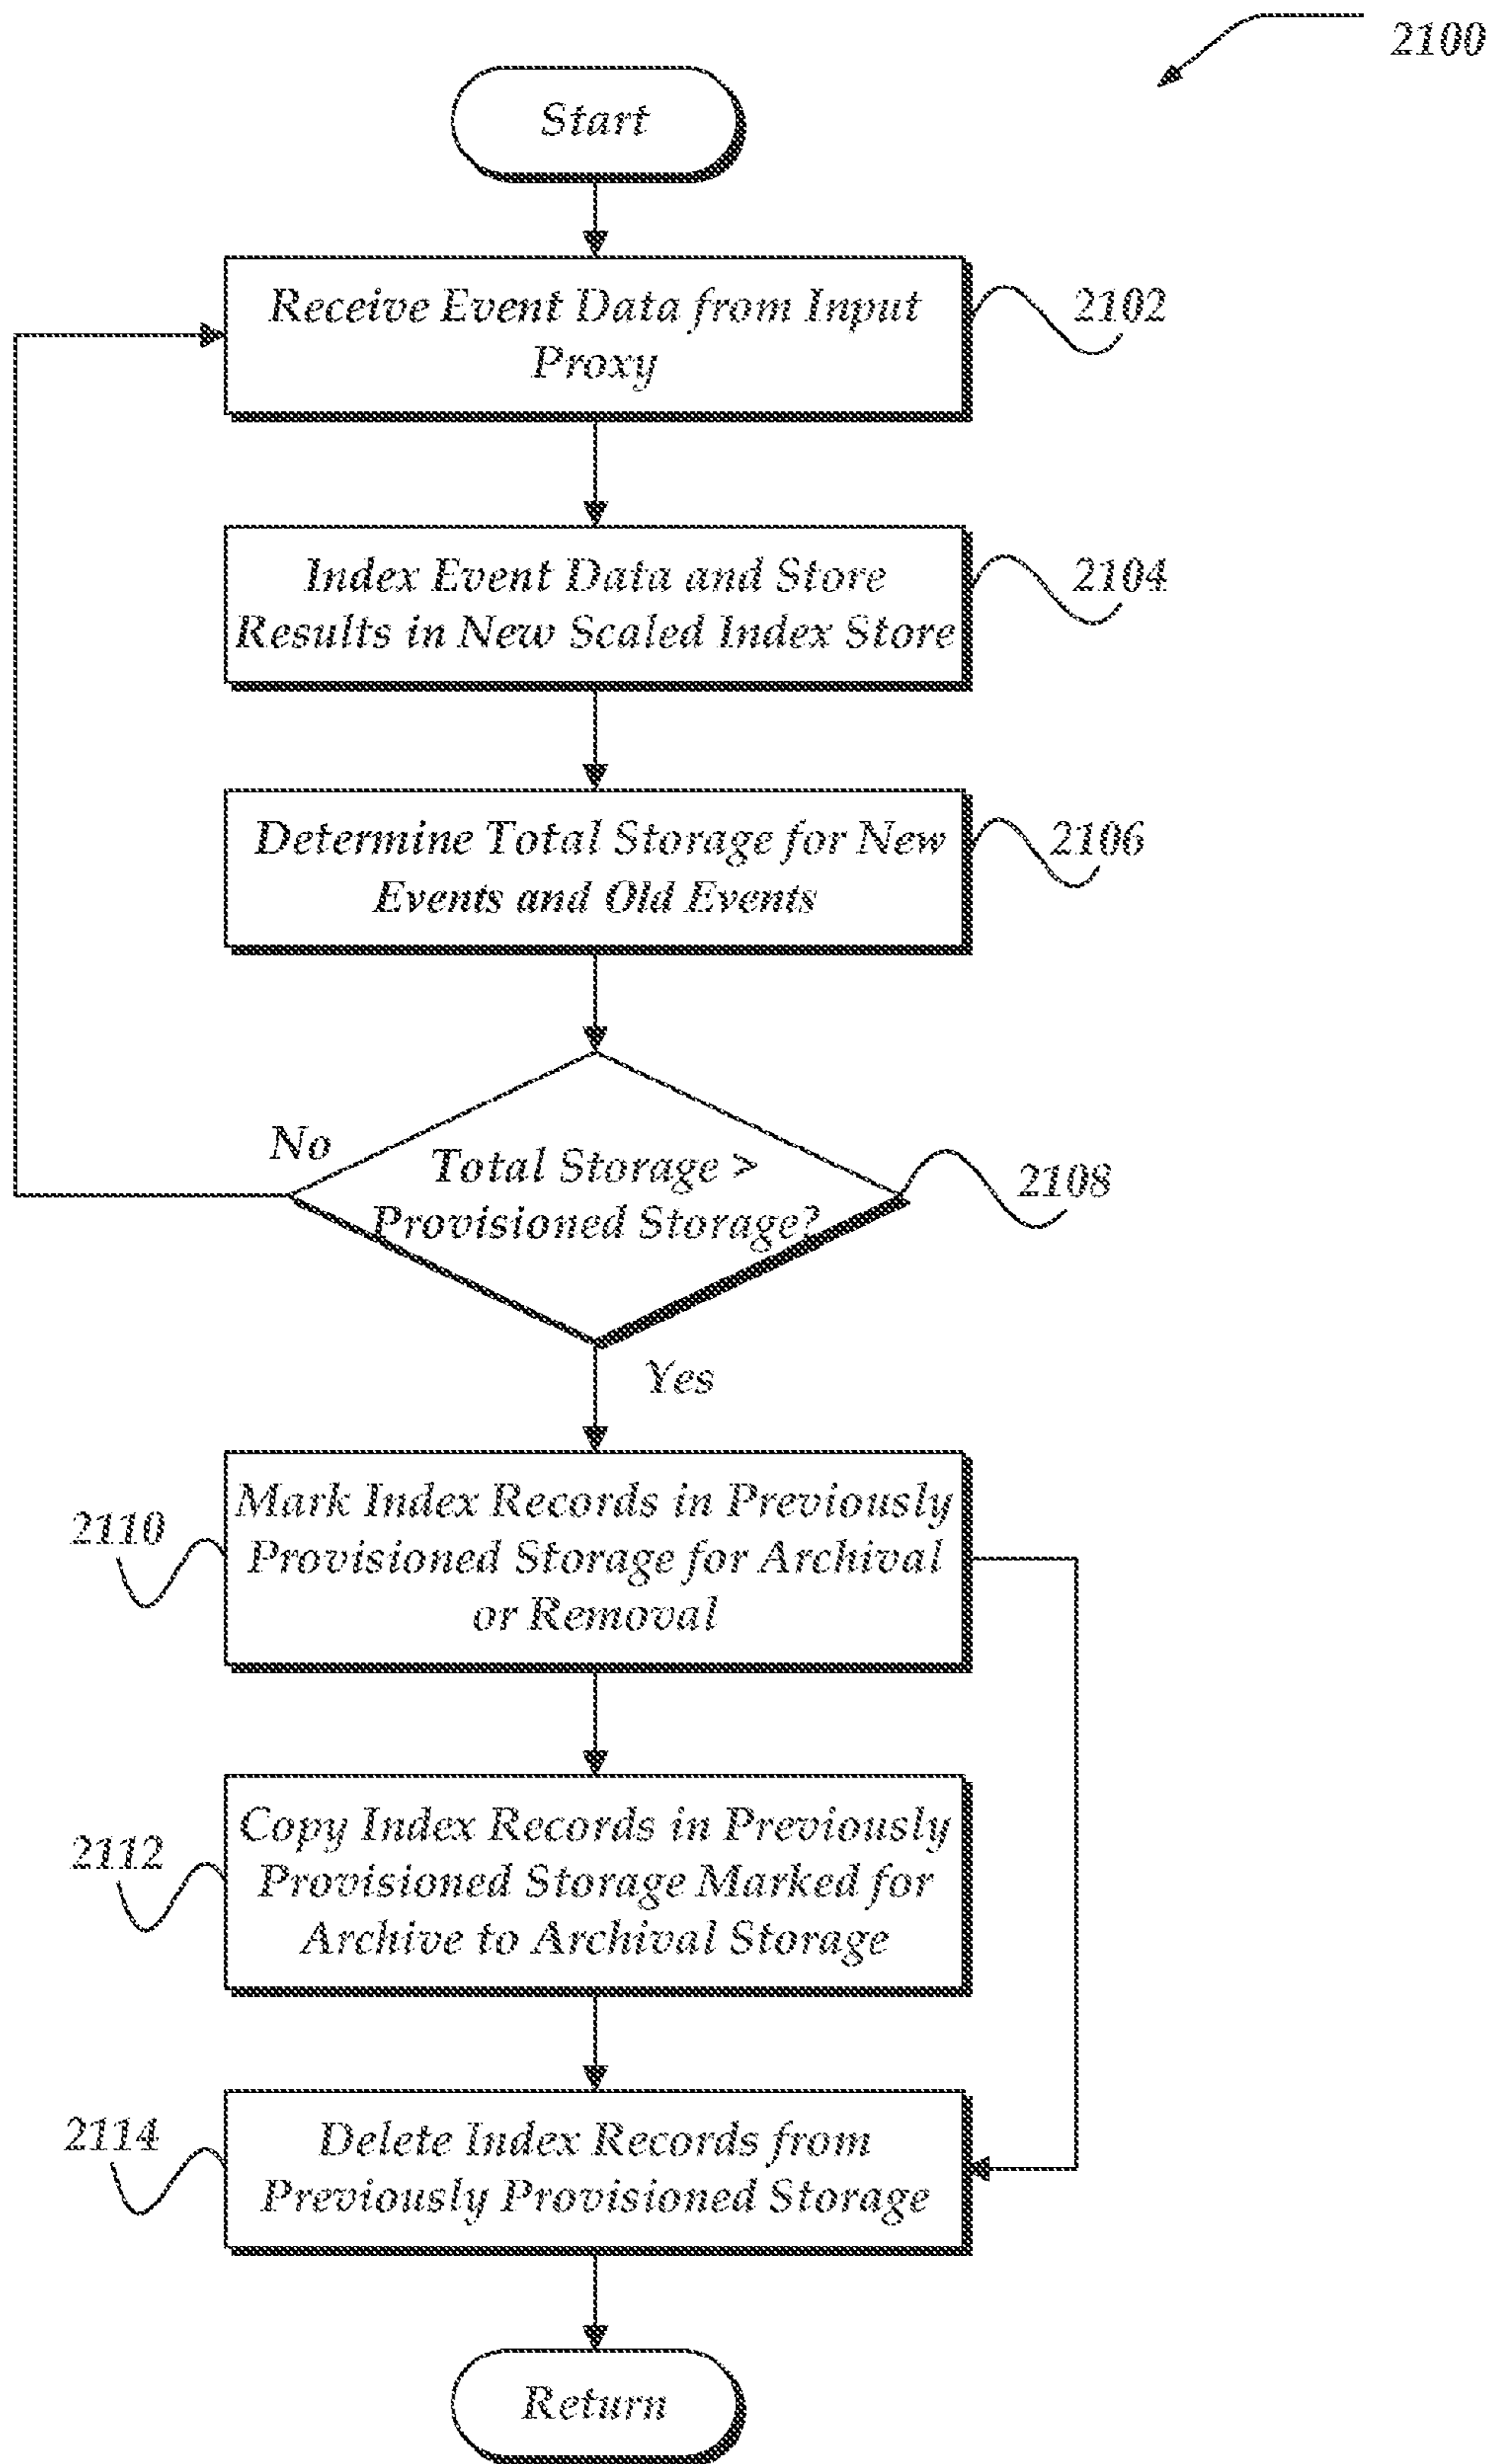 2100
Start
Receive Event Data from Input
Proxy
2102
Index Event Data and Store
Results in New Scaled Index Store
2104
Determine Total Storage for New
Events and Old Events
2106
No
Total Storage >
Provisioned Storage?
2108
Yes
Mark Index Records in Previously
Provisioned Storage for Archival
or Removal
2110
Copy Index Records in Previously
Provisioned Storage Marked for
Archive to Archival Storage
2112
Delete Index Records from
Previously Provisioned Storage
2114
Return